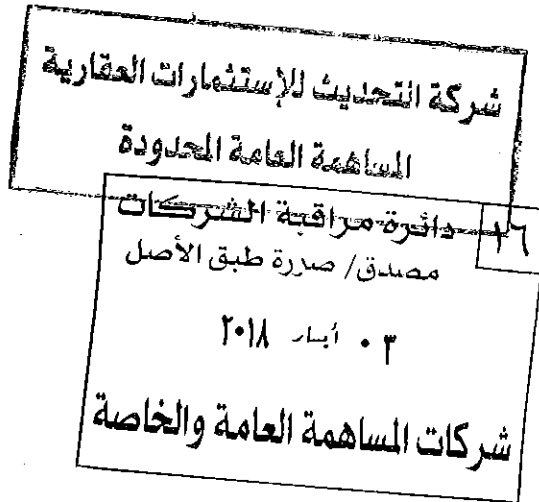 شركة التحديث للإستثمارات العقارية
المساهمة العامة المحدودة
١٦ دائرة مراقبة الشركات
مصدق/ صورة طبق الأصل
٠٣ أيار ٢٠١٨
شركات المساهمة العامة والخاصة